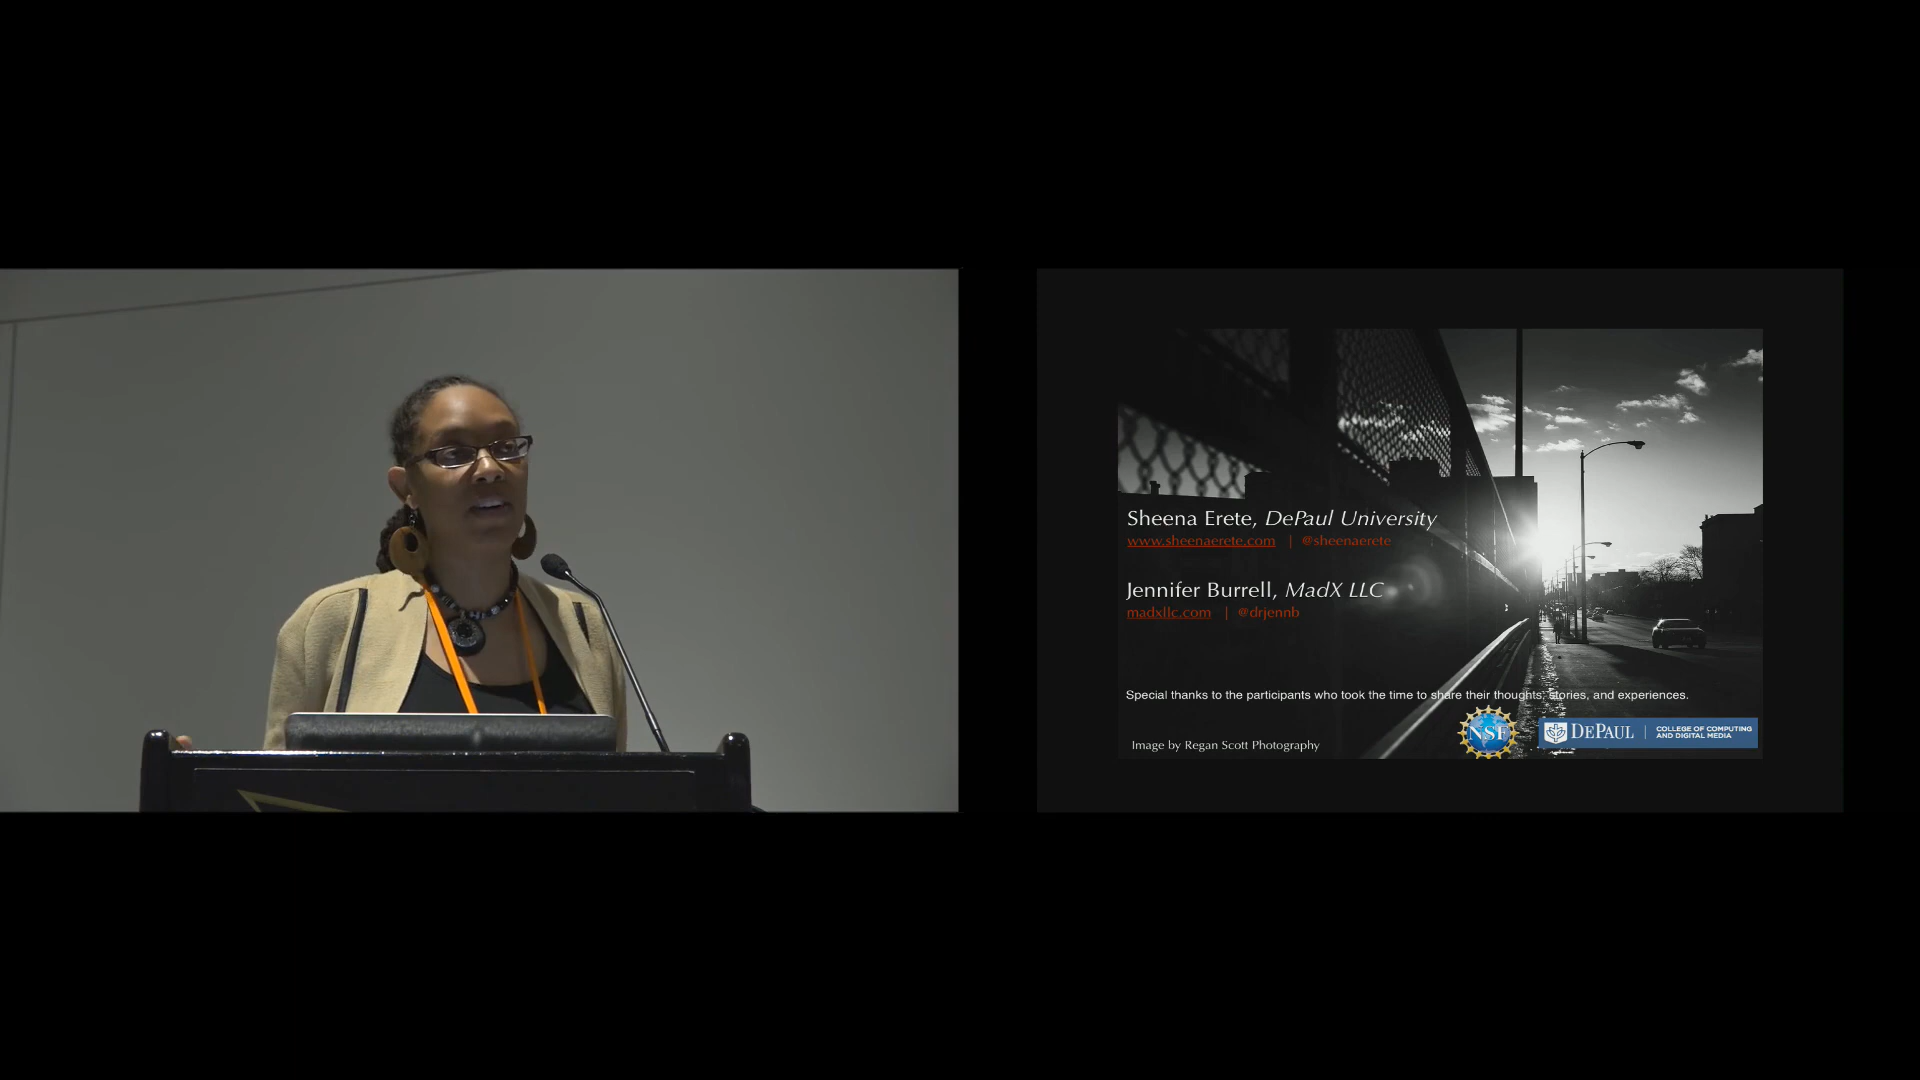 Sheena Erete, DePaul University
www.sheenaerete.com | @sheenaerete
Jennifer Burrell, MadX LLC
madxllc.com | @drjennb
Special thanks to the participants who took the time to share their thoughts, stories, and experiences.
NSF
DEPAUL | COLLEGE OF COMPUTING
AND DIGITAL MEDIA
Image by Regan Scott Photography